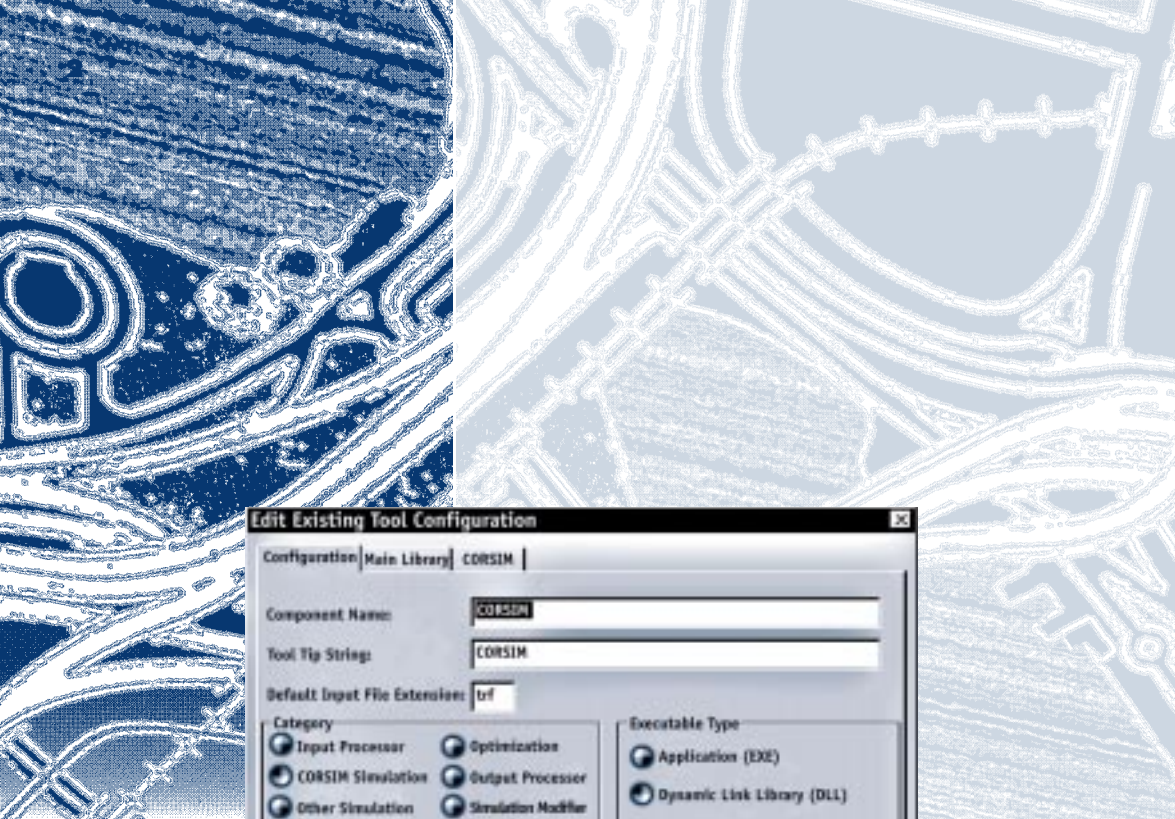 Edit Existing Tool Configuration
Configuration Main Library CORSIM
Component Name: CORSIM
Tool Tip String: CORSIM
Default Input File Extension: trf
Category
Input Processor Optimization
CORSIM Simulation Output Processor
Other Simulation Simulation Modifier
Executable Type
Application (EXE)
Dynamic Link Library (DLL)